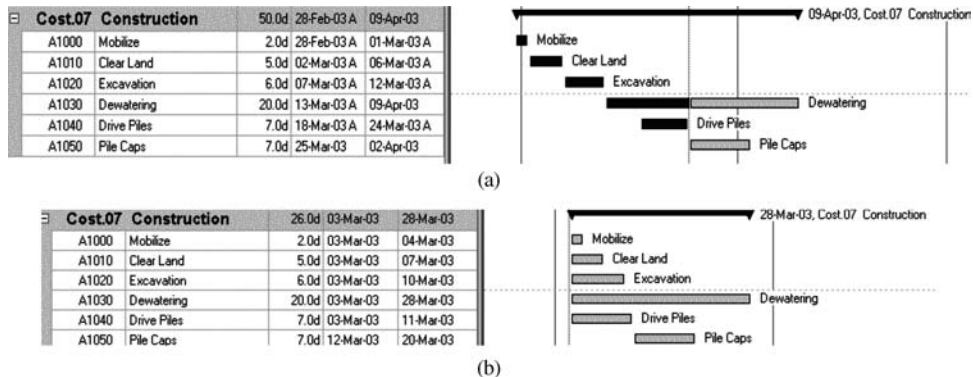 Cost.07 Construction 50.0d 28-Feb-03 A 09-Apr-03 09-Apr-03, Cost.07 Construction
A1000 Mobilize 2.0d 28-Feb-03 A 01-Mar-03 A Mobilize
A1010 Clear Land 5.0d 02-Mar-03 A 06-Mar-03 A Clear Land
A1020 Excavation 6.0d 07-Mar-03 A 12-Mar-03 A Excavation
A1030 Dewatering 20.0d 13-Mar-03 A 09-Apr-03 Dewatering
A1040 Drive Piles 7.0d 18-Mar-03 A 24-Mar-03 A Drive Piles
A1050 Pile Caps 7.0d 25-Mar-03 02-Apr-03 Pile Caps
(a)
Cost.07 Construction 26.0d 03-Mar-03 28-Mar-03 28-Mar-03, Cost.07 Construction
A1000 Mobilize 2.0d 03-Mar-03 04-Mar-03 Mobilize
A1010 Clear Land 5.0d 03-Mar-03 07-Mar-03 Clear Land
A1020 Excavation 6.0d 03-Mar-03 10-Mar-03 Excavation
A1030 Dewatering 20.0d 03-Mar-03 28-Mar-03 Dewatering
A1040 Drive Piles 7.0d 03-Mar-03 11-Mar-03 Drive Piles
A1050 Pile Caps 7.0d 12-Mar-03 20-Mar-03 Pile Caps
(b)